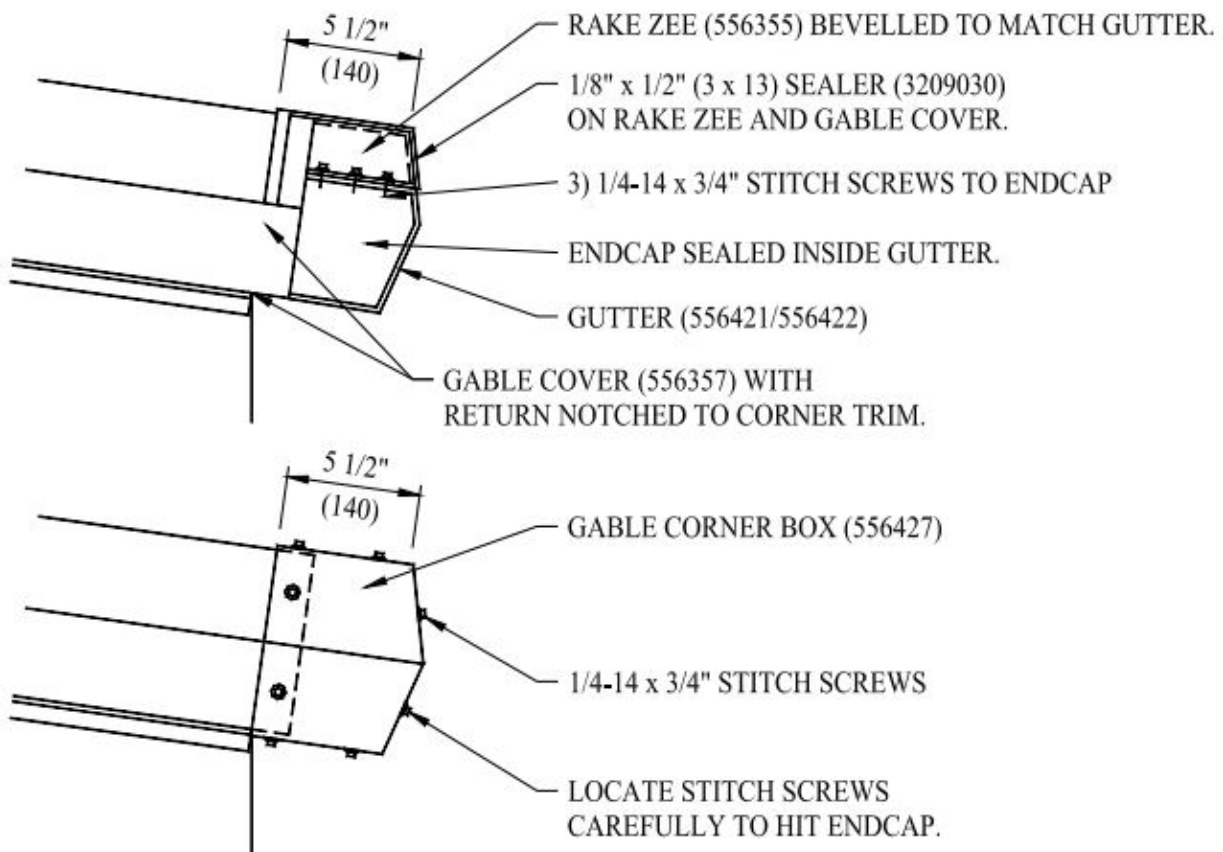 5 1/2"
(140)
RAKE ZEE (556355) BEVELLED TO MATCH GUTTER.
1/8" x 1/2" (3 x 13) SEALER (3209030)
ON RAKE ZEE AND GABLE COVER.
3) 1/4-14 x 3/4" STITCH SCREWS TO ENDCAP
ENDCAP SEALED INSIDE GUTTER.
GUTTER (556421/556422)
GABLE COVER (556357) WITH
RETURN NOTCHED TO CORNER TRIM.
5 1/2"
(140)
GABLE CORNER BOX (556427)
1/4-14 x 3/4" STITCH SCREWS
LOCATE STITCH SCREWS
CAREFULLY TO HIT ENDCAP.